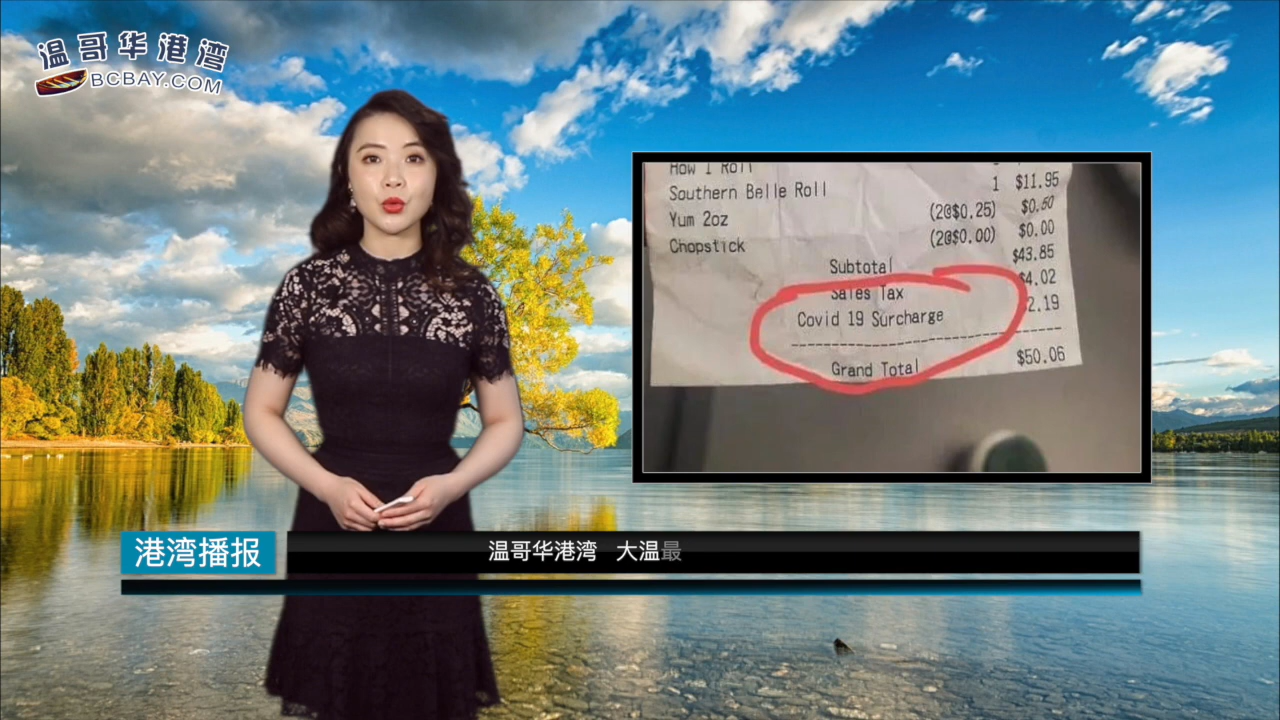 温哥华港湾
BCBAY.COM
How I Roll
Southern Belle Roll 1 $11.95
Yum 2oz (2@$0.25) $0.50
Chopstick (2@$0.00) $0.00
Subtotal $43.85
Sales Tax $4.02
Covid 19 Surcharge 2.19
Grand Total $50.06
港湾播报
温哥华港湾 大温最